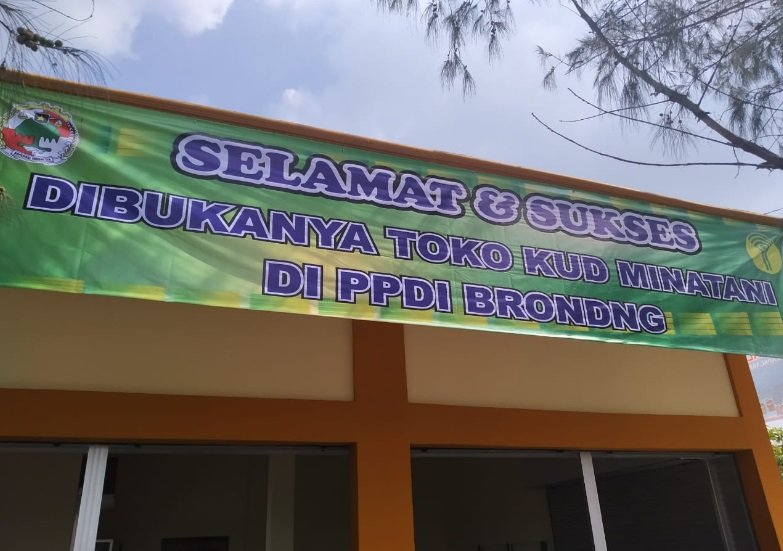 SELAMAT & SUKSES
DIBUKANYA TOKO KUD MINATANI
DI PPDI BRONDNG